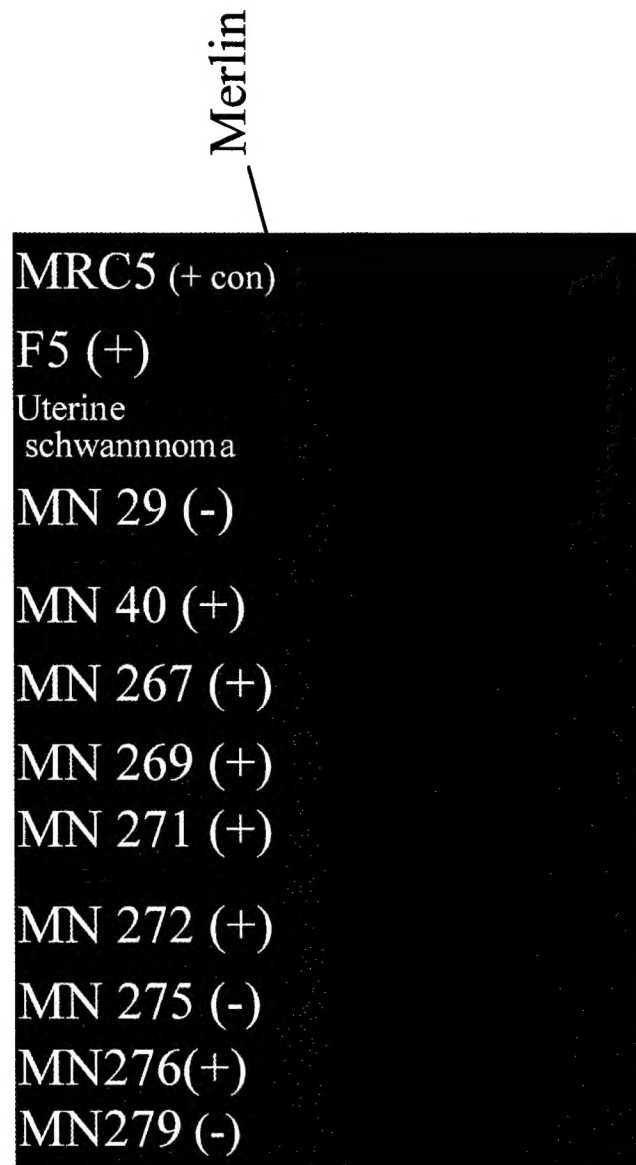 Merlin
MRC5 (+ con)
F5 (+)
Uterine
schwannnoma
MN 29 (-)
MN 40 (+)
MN 267 (+)
MN 269 (+)
MN 271 (+)
MN 272 (+)
MN 275 (-)
MN276(+)
MN279 (-)